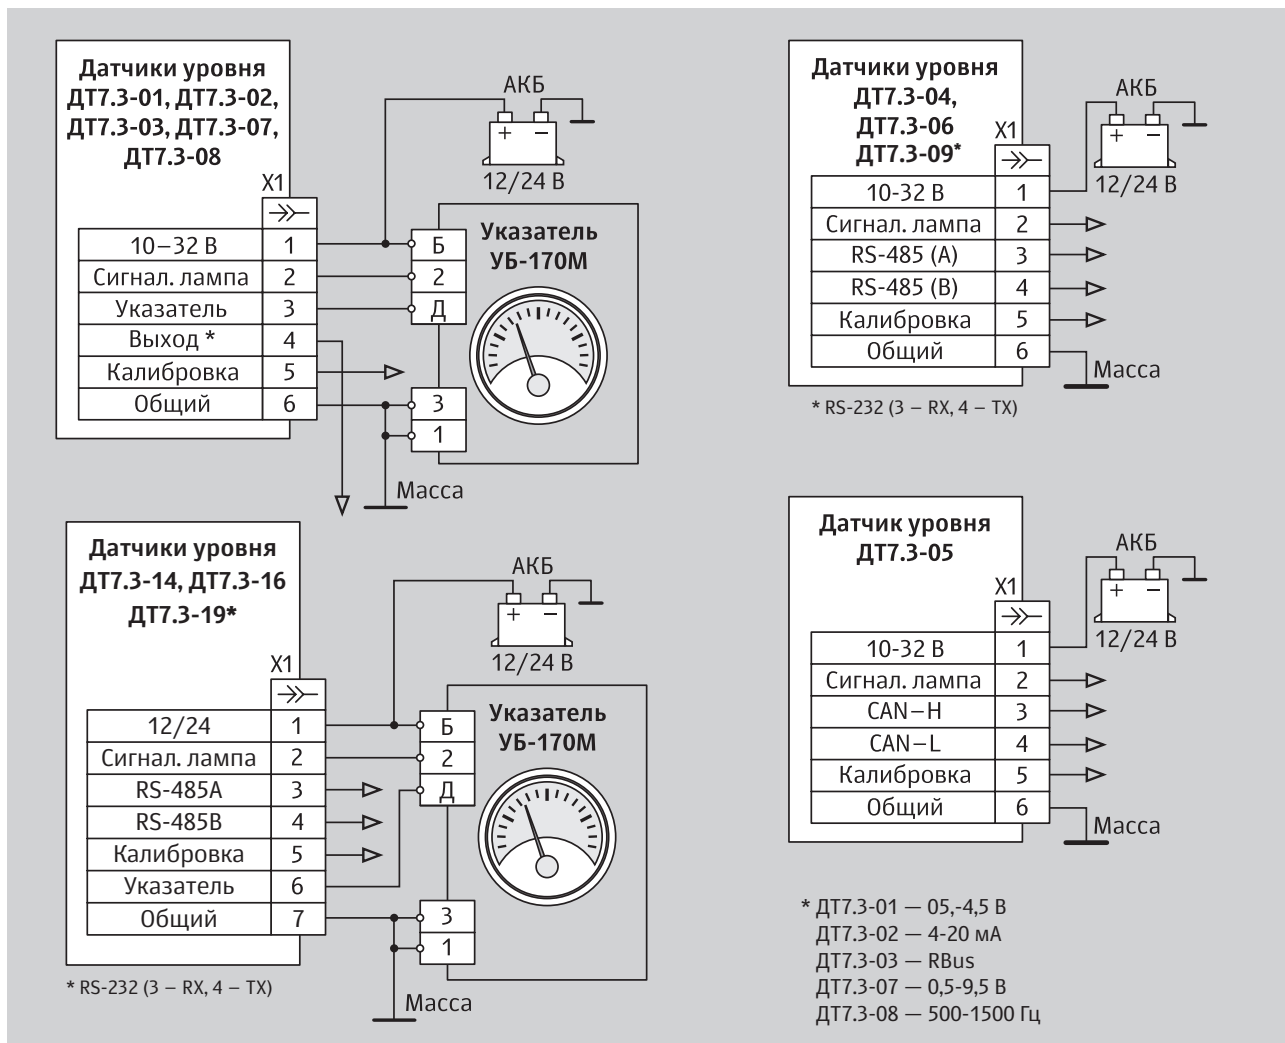 Датчики уровня
ДТ7.3-01, ДТ7.3-02,
ДТ7.3-03, ДТ7.3-07,
ДТ7.3-08
X1
10–32 В 1
Сигнал. лампа 2
Указатель 3
Выход * 4
Калибровка 5
Общий 6
АКБ
+ –
12/24 В
Указатель
УБ-170М
Б
2
Д
3
1
Масса
Датчики уровня
ДТ7.3-04,
ДТ7.3-06
ДТ7.3-09*
X1
10-32 В 1
Сигнал. лампа 2
RS-485 (A) 3
RS-485 (B) 4
Калибровка 5
Общий 6
АКБ
+ –
12/24 В
Масса
* RS-232 (3 – RX, 4 – TX)
Датчики уровня
ДТ7.3-14, ДТ7.3-16
ДТ7.3-19*
X1
12/24 1
Сигнал. лампа 2
RS-485A 3
RS-485B 4
Калибровка 5
Указатель 6
Общий 7
АКБ
+ –
12/24 В
Указатель
УБ-170М
Б
2
Д
3
1
Масса
* RS-232 (3 – RX, 4 – TX)
Датчик уровня
ДТ7.3-05
X1
10-32 В 1
Сигнал. лампа 2
CAN–H 3
CAN–L 4
Калибровка 5
Общий 6
АКБ
+ –
12/24 В
Масса
* ДТ7.3-01 — 05,-4,5 В
ДТ7.3-02 — 4-20 мА
ДТ7.3-03 — RBus
ДТ7.3-07 — 0,5-9,5 В
ДТ7.3-08 — 500-1500 Гц